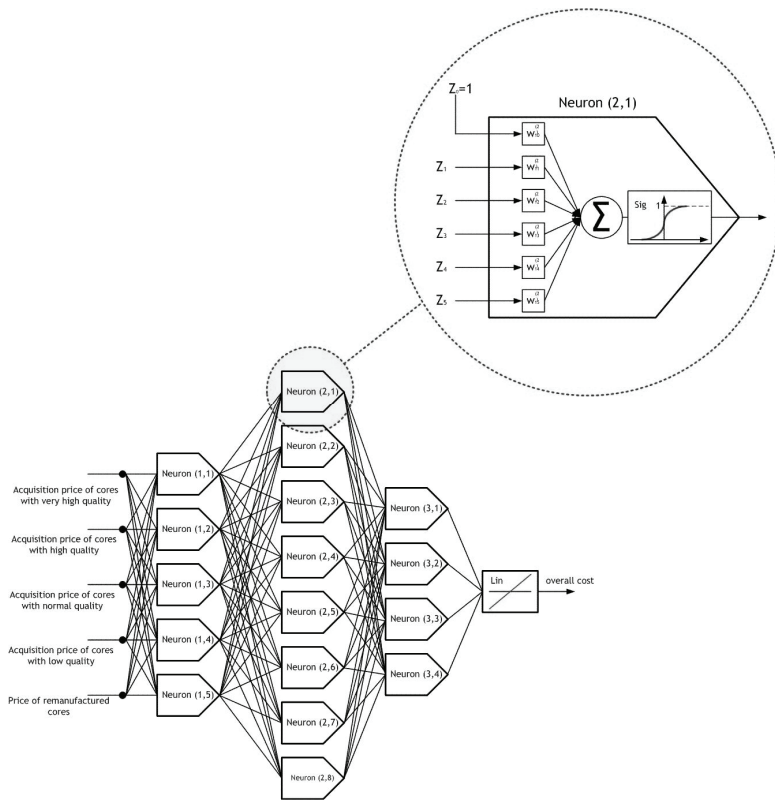 Z₀=1
Neuron (2,1)
Z₁
Z₂
Z₃
Z₄
Z₅
W
W
W
W
W
W
Σ
Sig
1
Neuron (2,1)
Neuron (2,2)
Neuron (2,3)
Neuron (2,4)
Neuron (2,5)
Neuron (2,6)
Neuron (2,7)
Neuron (2,8)
Neuron (1,1)
Neuron (1,2)
Neuron (1,3)
Neuron (1,4)
Neuron (1,5)
Acquisition price of cores
with very high quality
Acquisition price of cores
with high quality
Acquisition price of cores
with normal quality
Acquisition price of cores
with low quality
Price of remanufactured
cores
Neuron (3,1)
Neuron (3,2)
Neuron (3,3)
Neuron (3,4)
Lin
overall cost